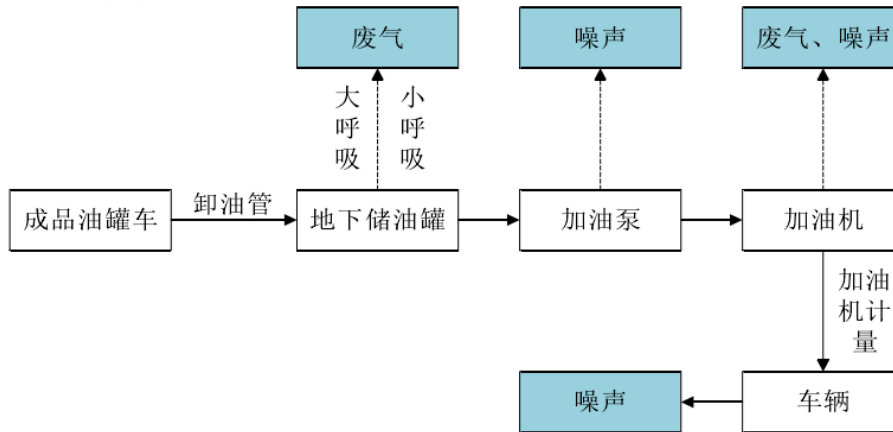 废气
噪声
废气、噪声
大呼吸
小呼吸
成品油罐车
卸油管
地下储油罐
加油泵
加油机
加油
机计
量
噪声
车辆